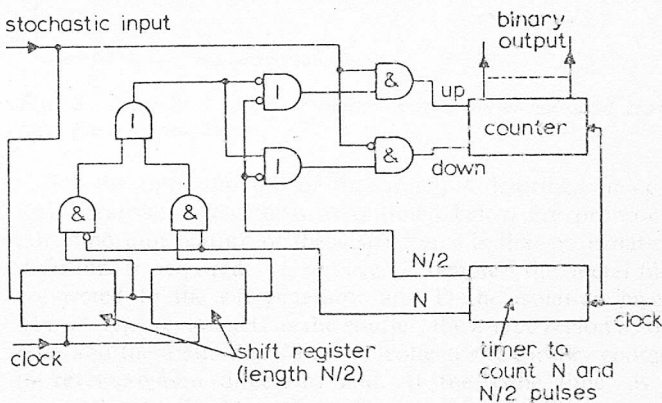 stochastic input
binary
output
I
I
I
&
&
&
&
up
down
counter
N/2
N
clock
clock
shift register
(length N/2)
timer to
count N and
N/2 pulses